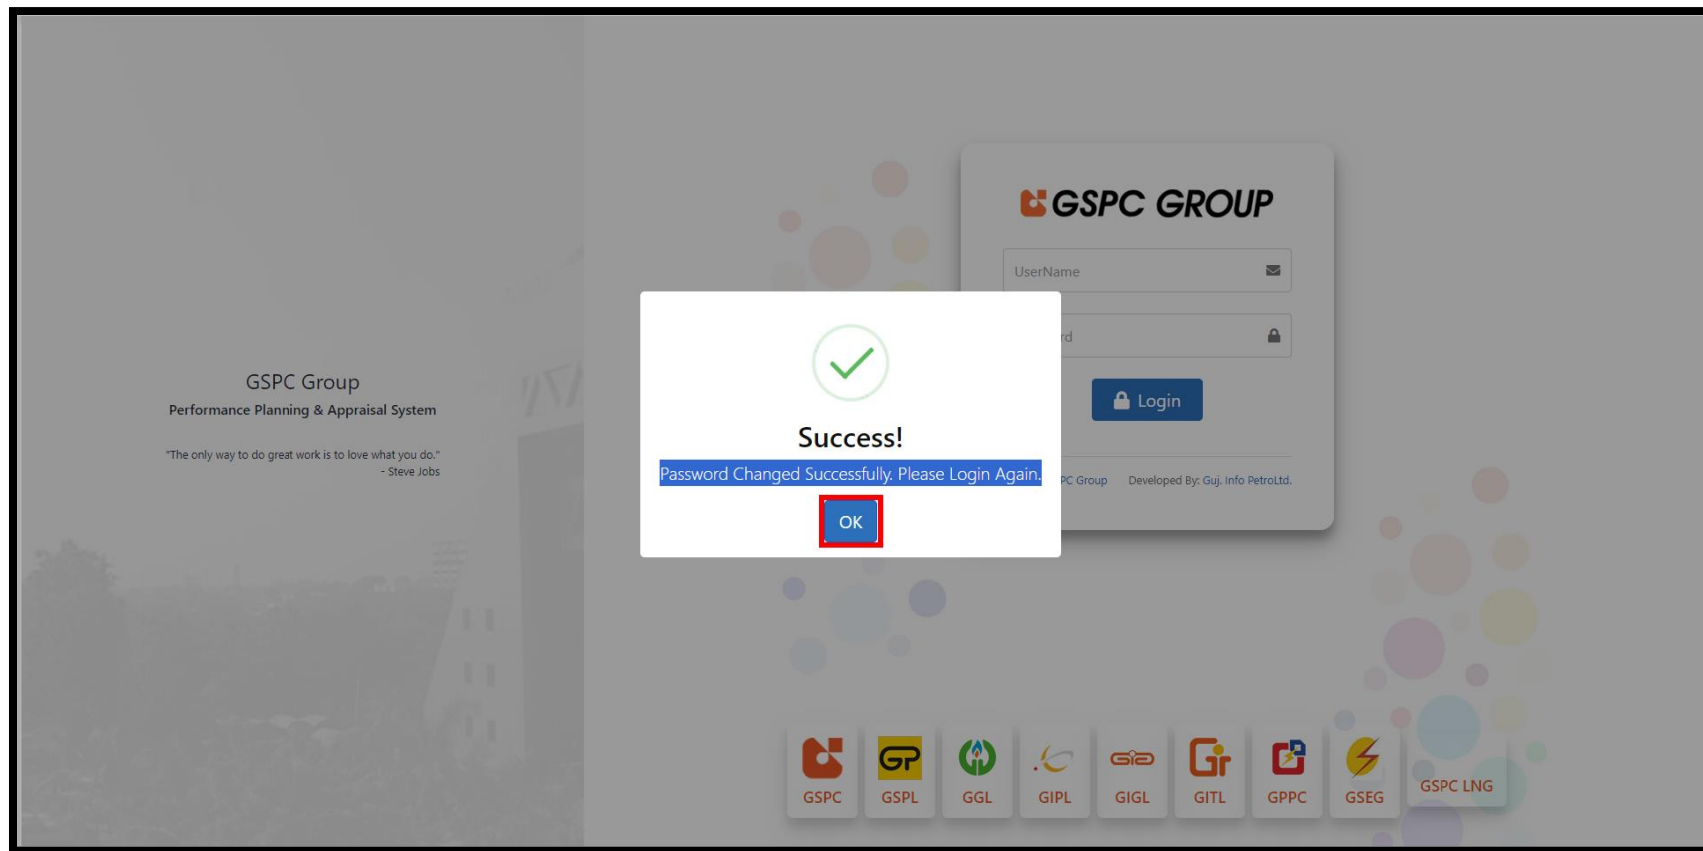 GSPC Group
Performance Planning & Appraisal System
"The only way to do great work is to love what you do."
- Steve Jobs
GSPC GROUP
UserName
rd
Login
PC Group Developed By: Guj. Info PetroLtd.
Success!
Password Changed Successfully. Please Login Again.
OK
GSPC
GSPL
GGL
GIPL
GIGL
GITL
GPPC
GSEG
GSPC LNG